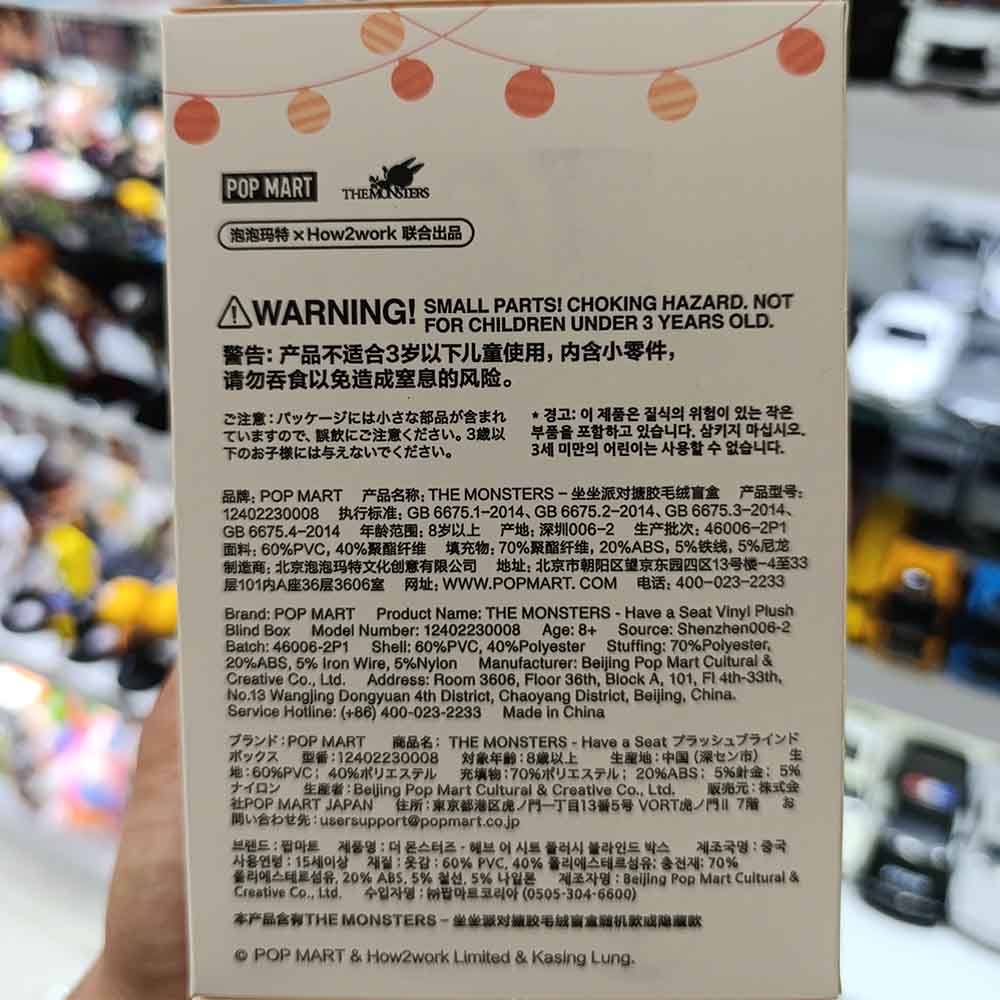 POP MART THE MONSTERS
泡泡玛特×How2work 联合出品
WARNING! SMALL PARTS! CHOKING HAZARD. NOT
FOR CHILDREN UNDER 3 YEARS OLD.
警告：产品不适合3岁以下儿童使用，内含小零件，
请勿吞食以免造成窒息的风险。
ご注意：パッケージには小さな部品が含まれ
ていますので、誤飲にご注意ください。3歳以
下のお子様には与えないでください。
* 경고: 이 제품은 질식의 위험이 있는 작은
부품을 포함하고 있습니다. 삼키지 마십시오.
3세 미만의 어린이는 사용할 수 없습니다.
品牌：POP MART 产品名称：THE MONSTERS – 坐坐派对搪胶毛绒盲盒 产品型号：
12402230008 执行标准：GB 6675.1–2014、GB 6675.2–2014、GB 6675.3–2014、
GB 6675.4–2014 年龄范围：8岁以上 产地：深圳006–2 生产批次：46006–2P1
面料：60%PVC，40%聚酯纤维 填充物：70%聚酯纤维，20%ABS，5%铁线，5%尼龙
制造商：北京泡泡玛特文化创意有限公司 地址：北京市朝阳区望京东园四区13号楼–4至33
层101内A座36层3606室 网址：WWW.POPMART.COM 电话：400–023–2233
Brand: POP MART Product Name: THE MONSTERS - Have a Seat Vinyl Plush
Blind Box Model Number: 12402230008 Age: 8+ Source: Shenzhen006-2
Batch: 46006-2P1 Shell: 60%PVC, 40%Polyester Stuffing: 70%Polyester,
20%ABS, 5% Iron Wire, 5%Nylon Manufacturer: Beijing Pop Mart Cultural &
Creative Co., Ltd. Address: Room 3606, Floor 36th, Block A, 101, Fl 4th-33th,
No.13 Wangjing Dongyuan 4th District, Chaoyang District, Beijing, China.
Service Hotline: (+86) 400-023-2233 Made in China
ブランド：POP MART 商品名： THE MONSTERS - Have a Seat プラッシュブラインド
ボックス 型番：12402230008 対象年齢：8歳以上 生産地：中国（深セン市） 生
地：60%PVC； 40%ポリエステル 充填物：70%ポリエステル； 20%ABS；5%針金； 5%
ナイロン 生産者：Beijing Pop Mart Cultural & Creative Co., Ltd. 販売元：株式会
社POP MART JAPAN 住所：東京都港区虎ノ門一丁目13番5号 VORT虎ノ門Ⅱ 7階 お
問い合わせ先：usersupport@popmart.co.jp
브랜드 : 팝마트 제품명 : 더 몬스터즈 - 해브 어 시트 플러시 블라인드 박스 제조국명 : 중국
사용연령 : 15세이상 재질 : 옷감 : 60% PVC, 40% 폴리에스테르섬유; 충전재: 70%
폴리에스테르섬유, 20% ABS, 5% 철선, 5% 나일론 제조자명 : Beijing Pop Mart Cultural &
Creative Co., Ltd. 수입자명 : ㈜팝마트코리아 (0505-304-6600)
本产品含有THE MONSTERS – 坐坐派对搪胶毛绒盲盒随机款或隐藏款
© POP MART & How2work Limited & Kasing Lung.